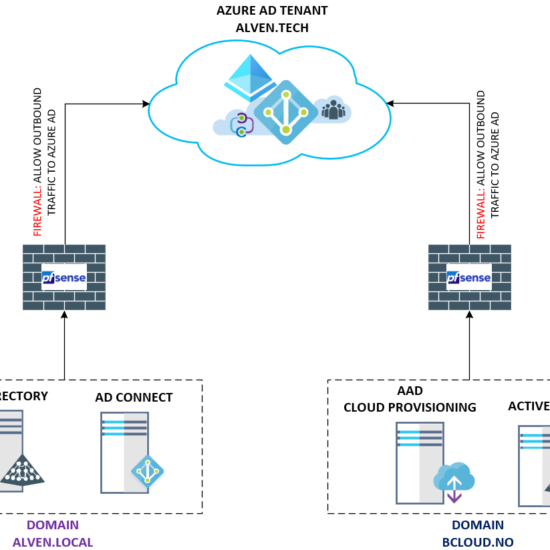 AZURE AD TENANT
ALVEN.TECH
FIREWALL: ALLOW OUTBOUND
TRAFFIC TO AZURE AD
FIREWALL: ALLOW OUTBOUND
TRAFFIC TO AZURE AD
pfsense
pfsense
RECTORY
AD CONNECT
AAD
CLOUD PROVISIONING
ACTIVE
DOMAIN
ALVEN.LOCAL
DOMAIN
BCLOUD.NO